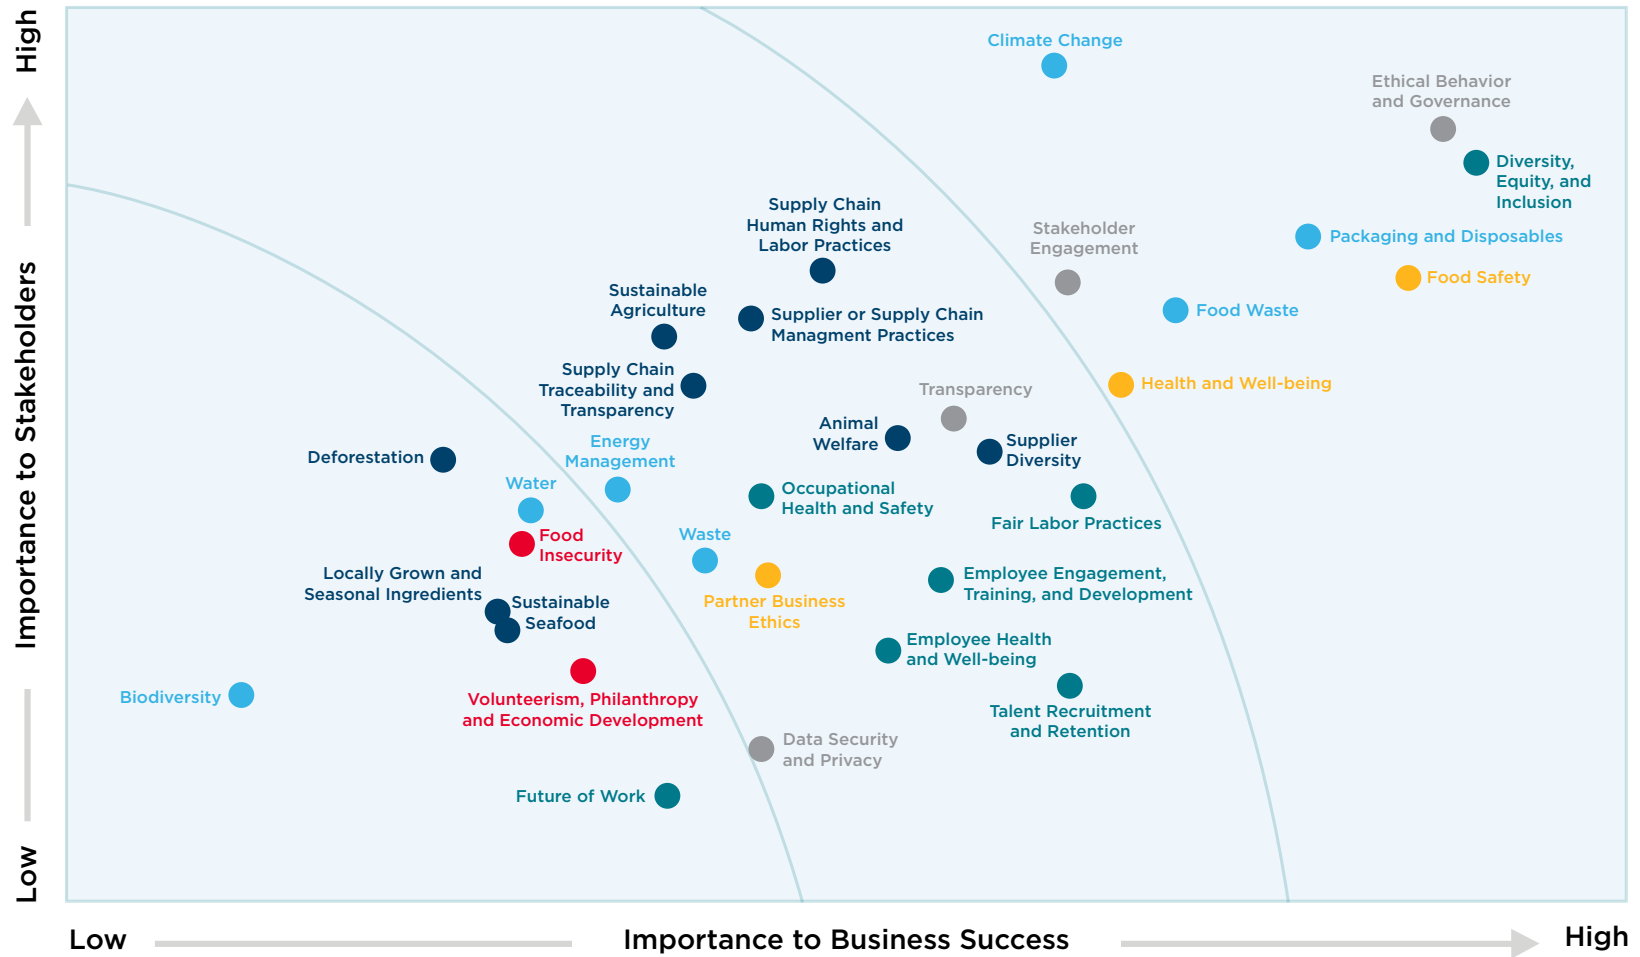 High
Importance to Stakeholders
Low
Climate Change
Ethical Behavior
and Governance
Diversity,
Equity, and
Inclusion
Supply Chain
Human Rights and
Labor Practices
Stakeholder
Engagement
Packaging and Disposables
Food Safety
Sustainable
Agriculture
Supplier or Supply Chain
Managment Practices
Food Waste
Supply Chain
Traceability and
Transparency
Transparency
Health and Well-being
Animal
Welfare
Supplier
Diversity
Energy
Management
Deforestation
Water
Occupational
Health and Safety
Fair Labor Practices
Food
Insecurity
Waste
Locally Grown and
Seasonal Ingredients
Sustainable
Seafood
Partner Business
Ethics
Employee Engagement,
Training, and Development
Employee Health
and Well-being
Biodiversity
Volunteerism, Philanthropy
and Economic Development
Talent Recruitment
and Retention
Data Security
and Privacy
Future of Work
Low
Importance to Business Success
High